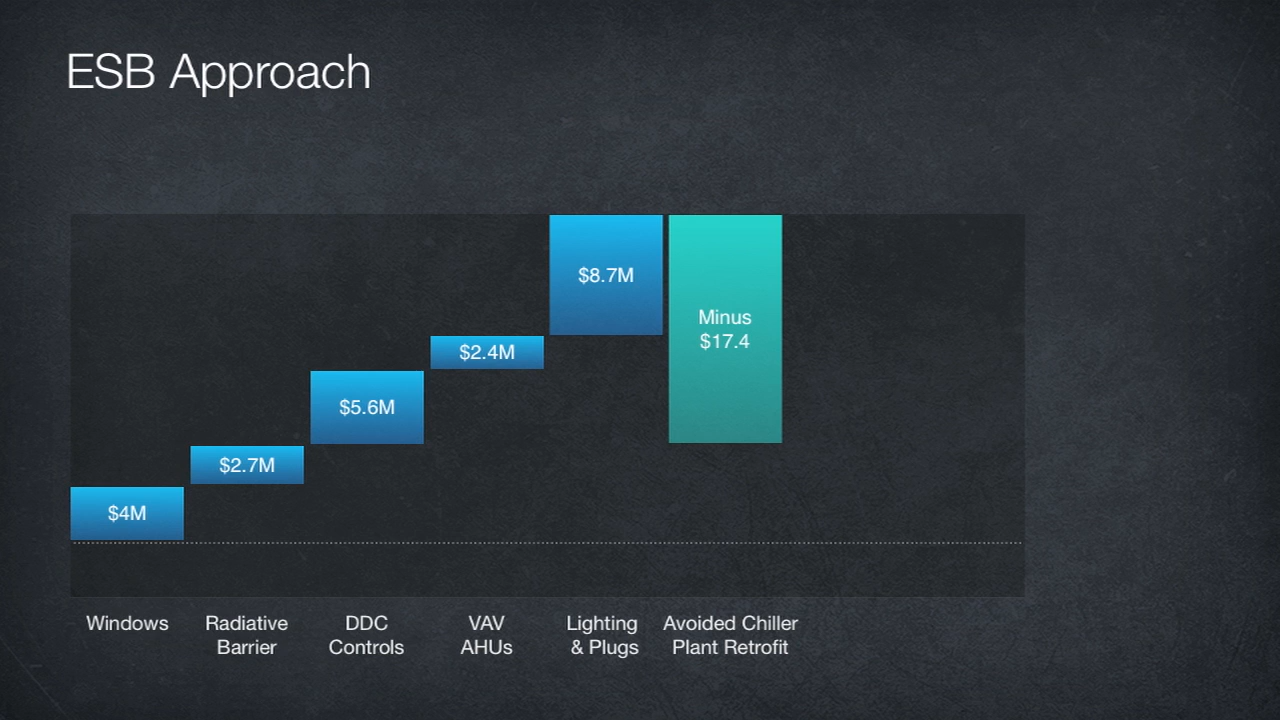 ESB Approach
$8.7M
Minus
$17.4
$2.4M
$5.6M
$2.7M
$4M
Windows
Radiative
Barrier
DDC
Controls
VAV
AHUs
Lighting
& Plugs
Avoided Chiller
Plant Retrofit